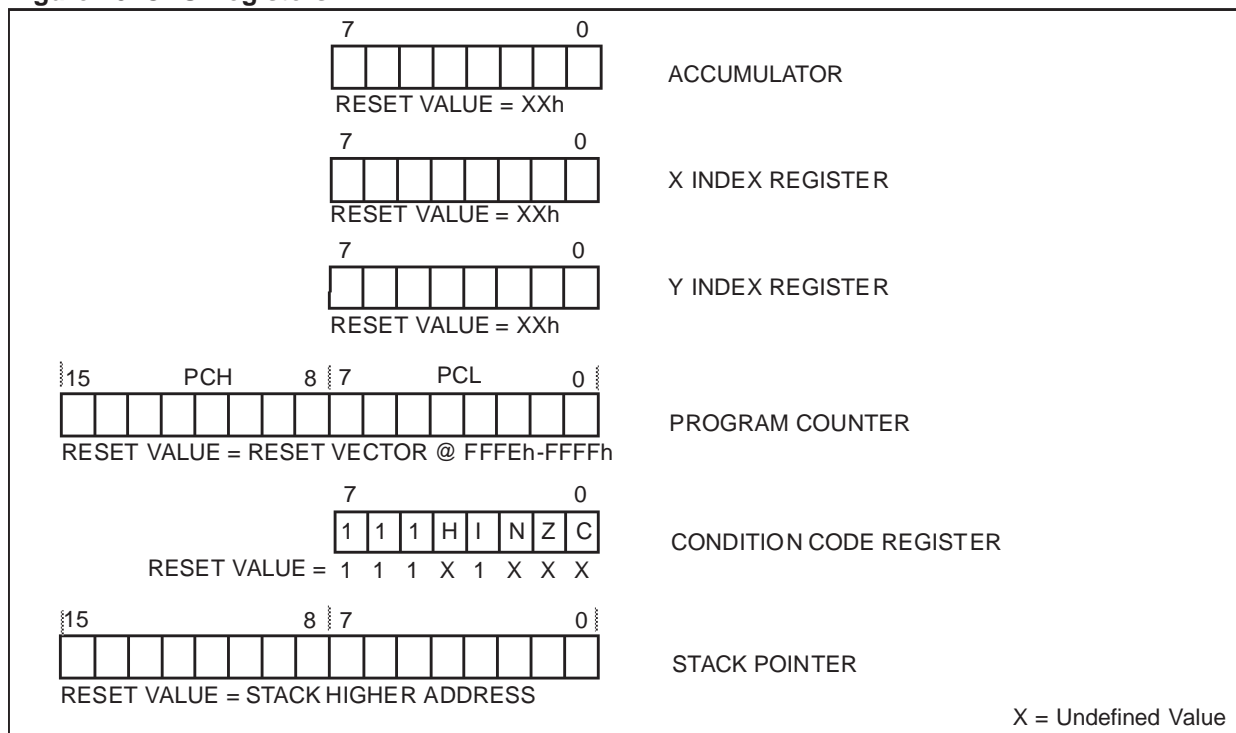 7 0
ACCUMULATOR
RESET VALUE = XXh
7 0
X INDEX REGISTER
RESET VALUE = XXh
7 0
Y INDEX REGISTER
RESET VALUE = XXh
15 PCH 8 7 PCL 0
PROGRAM COUNTER
RESET VALUE = RESET VECTOR @ FFFEh-FFFFh
7 0
1 1 1 H I N Z C
CONDITION CODE REGISTER
RESET VALUE = 1 1 1 X 1 X X X
15 8 7 0
STACK POINTER
RESET VALUE = STACK HIGHER ADDRESS
X = Undefined Value